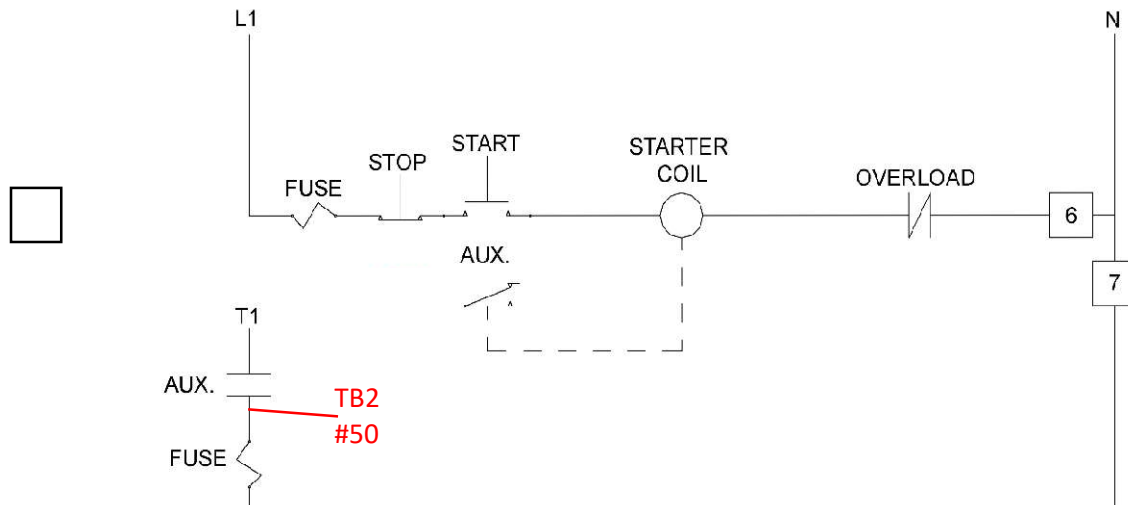 L1
N
START
STOP
STARTER
COIL
FUSE
OVERLOAD
6
AUX.
7
T1
AUX.
TB2
#50
FUSE